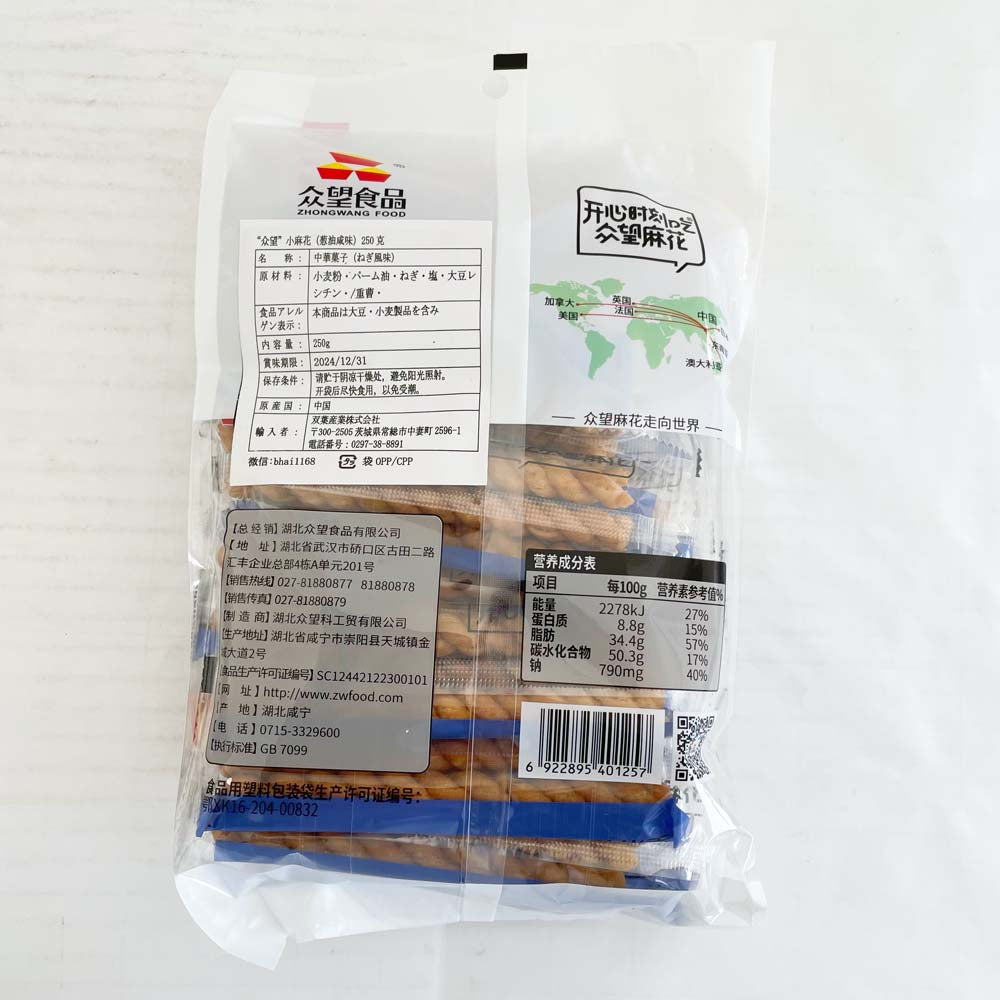 众望食品
ZHONGWANG FOOD
“众望”小麻花（葱油咸味）250 克
名 称： 中華菓子（ねぎ風味）
原材料： 小麦粉・パーム油・ねぎ・塩・大豆レ
シチン・/重曹・
食品アレル
ゲン表示： 本商品は大豆・小麦製品を含み
内容量： 250g
賞味期限： 2024/12/31
保存条件： 请贮于阴凉干燥处，避免阳光照射。
开袋后尽快食用，以免受潮。
原産国： 中国
輸入者： 双葉産業株式会社
〒300-2505 茨城県常総市中妻町 2596-1
電話番号：0297-38-8891
微信:bhai1168 袋 OPP/CPP
开心时刻吃
众望麻花
加拿大
美国
英国
法国
中国
澳大利亚
众望麻花走向世界
【总经销】湖北众望食品有限公司
【地 址】湖北省武汉市硚口区古田二路
汇丰企业总部4栋A单元201号
【销售热线】027-81880877 81880878
【销售传真】027-81880879
【制造商】湖北众望科工贸有限公司
【生产地址】湖北省咸宁市崇阳县天城镇金
城大道2号
食品生产许可证编号】SC12442122300101
【网 址】http://www.zwfood.com
【产 地】湖北咸宁
【电 话】0715-3329600
【执行标准】GB 7099
食品用塑料包装袋生产许可证编号：
鄂XK16-204-00832
营养成分表
项目 每100g 营养素参考值%
能量 2278kJ 27%
蛋白质 8.8g 15%
脂肪 34.4g 57%
碳水化合物 50.3g 17%
钠 790mg 40%
6 922895 401257